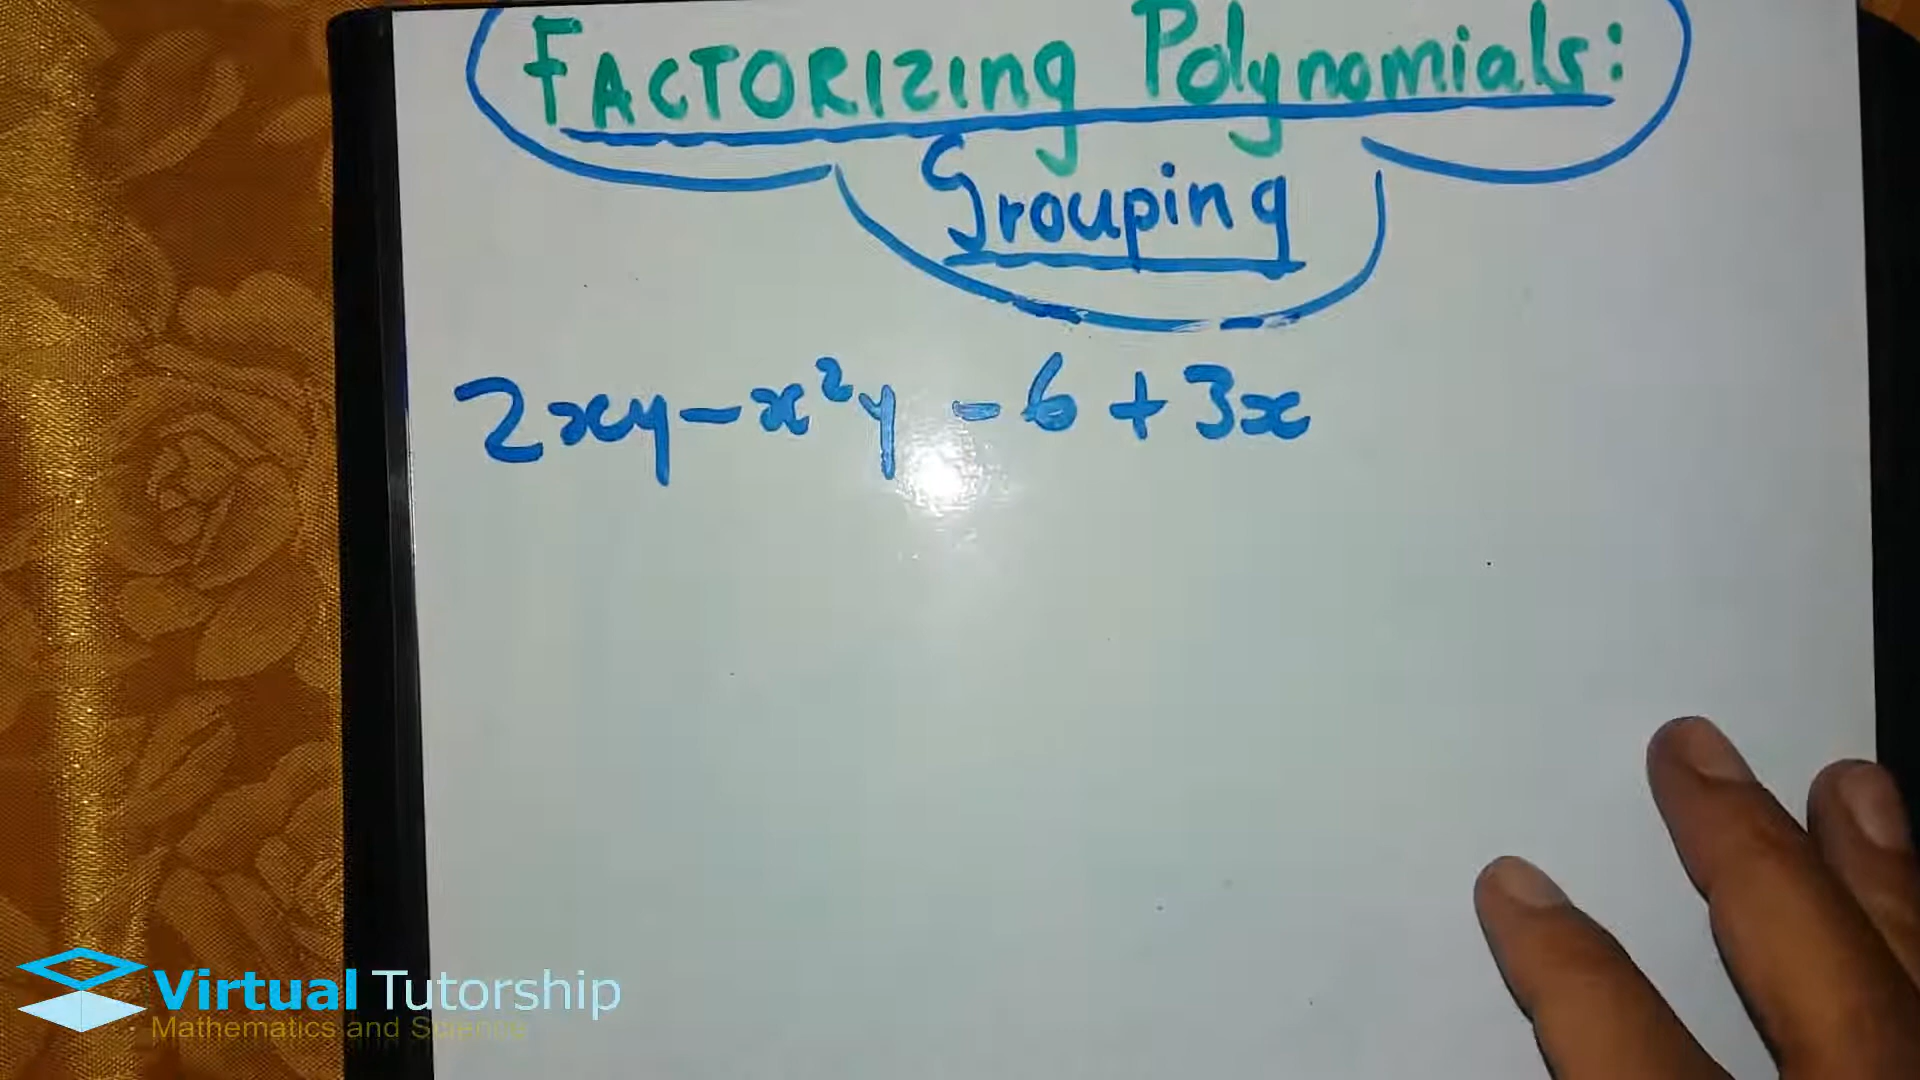 FACTORIZING Polynomials:
Grouping
2xy - x²y - 6 + 3x
Virtual Tutorship
Mathematics and Science